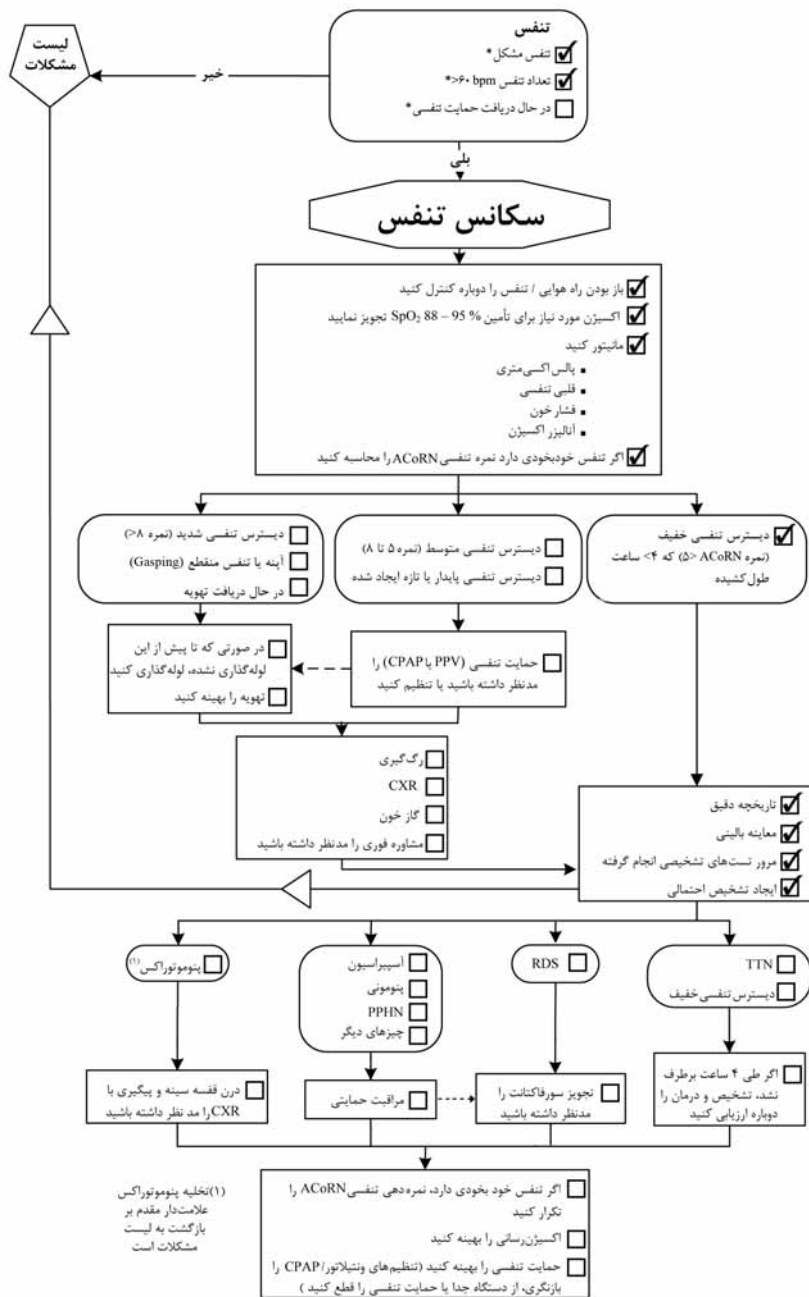 تنفس
تنفس مشکل*
تعداد تنفس ۶۰ bpm<*
در حال دریافت حمایت تنفسی*
لیست
مشکلات
خیر
بلی
سکانس تنفس
باز بودن راه هوایی / تنفس را دوباره کنترل کنید
اکسیژن مورد نیاز برای تأمین SpO₂ 88 – 95 % تجویز نمایید
مانیتور کنید
▪ پالس اکسی‌متری
▪ قلبی تنفسی
▪ فشار خون
▪ آنالیزر اکسیژن
اگر تنفس خودبخودی دارد نمره تنفسی ACoRN را محاسبه کنید
دیسترس تنفسی خفیف
(نمره ACoRN <۵) که ۴> ساعت
طول کشیده
دیسترس تنفسی متوسط (نمره ۵ تا ۸)
دیسترس تنفسی پایدار یا تازه ایجاد شده
دیسترس تنفسی شدید (نمره ۸<)
آپنه یا تنفس منقطع (Gasping)
در حال دریافت تهویه
حمایت تنفسی (PPV یا CPAP) را
مدنظر داشته باشید یا تنظیم کنید
در صورتی که تا پیش از این
لوله‌گذاری نشده، لوله‌گذاری کنید
تهویه را بهینه کنید
رگ‌گیری
CXR
گاز خون
مشاوره فوری را مدنظر داشته باشید
تاریخچه دقیق
معاینه بالینی
مرور تست‌های تشخیصی انجام گرفته
ایجاد تشخیص احتمالی
TTN
دیسترس تنفسی خفیف
RDS
آسپیراسیون
پنومونی
PPHN
چیزهای دیگر
پنوموتوراکس (۱)
اگر طی ۴ ساعت برطرف
نشد، تشخیص و درمان را
دوباره ارزیابی کنید
تجویز سورفاکتانت را
مدنظر داشته باشید
مراقبت حمایتی
درن قفسه سینه و پیگیری با
CXR را مد نظر داشته باشید
اگر تنفس خود بخودی دارد، نمره‌دهی تنفسی ACoRN را
تکرار کنید
اکسیژن‌رسانی را بهینه کنید
حمایت تنفسی را بهینه کنید (تنظیم‌های ونتیلاتور/ CPAP را
بازنگری، از دستگاه جدا یا حمایت تنفسی را قطع کنید )
(۱)تخلیه پنوموتوراکس
علامت‌دار مقدم بر
بازگشت به لیست
مشکلات است